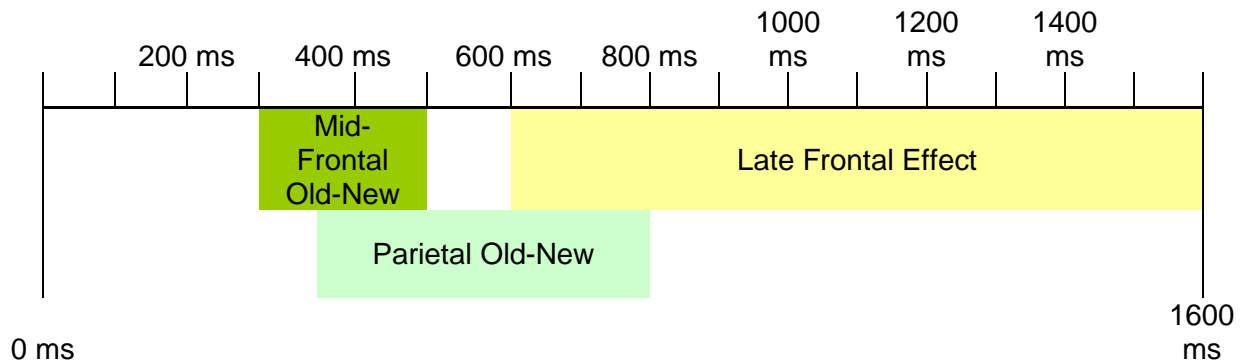 1000
1200
1400
200 ms
400 ms
600 ms
800 ms
ms
ms
ms
Mid-
Frontal
Old-New
Late Frontal Effect
Parietal Old-New
1600
0 ms
ms